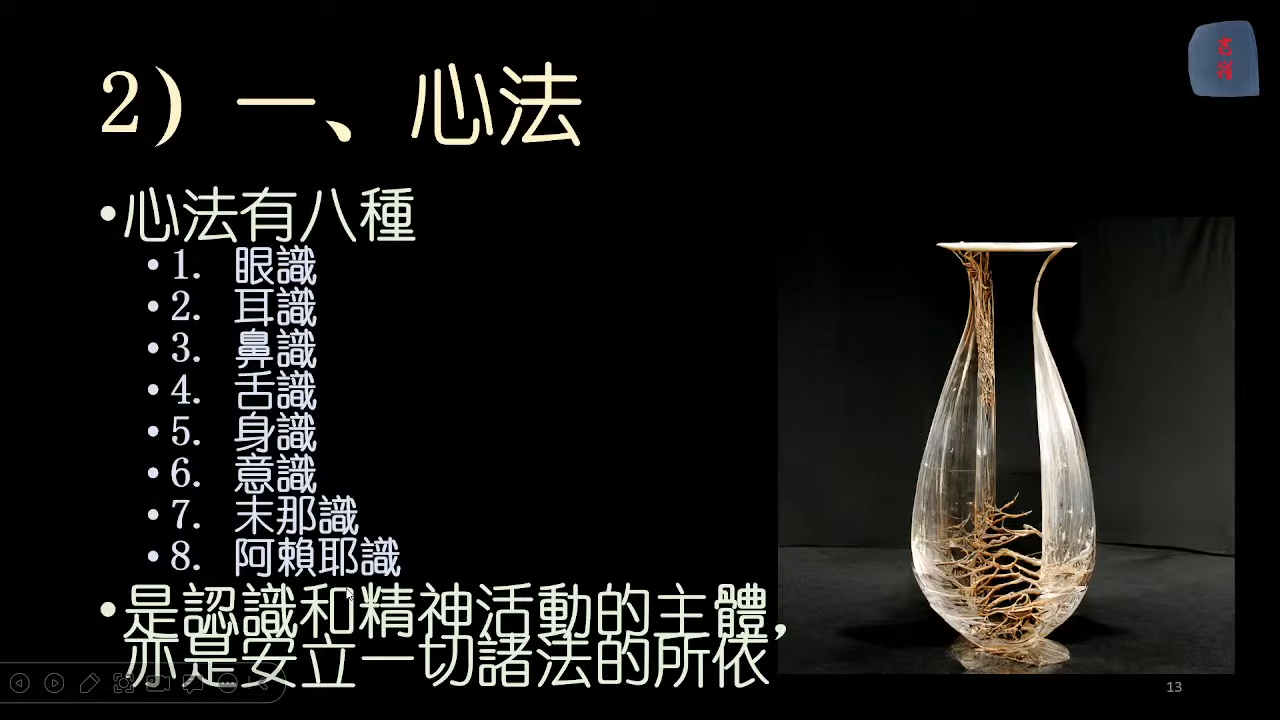 2) 一、心法
•心法有八種
•1. 眼識
•2. 耳識
•3. 鼻識
•4. 舌識
•5. 身識
•6. 意識
•7. 末那識
•8. 阿賴耶識
•是認識和精神活動的主體，
亦是安立一切諸法的所依
13